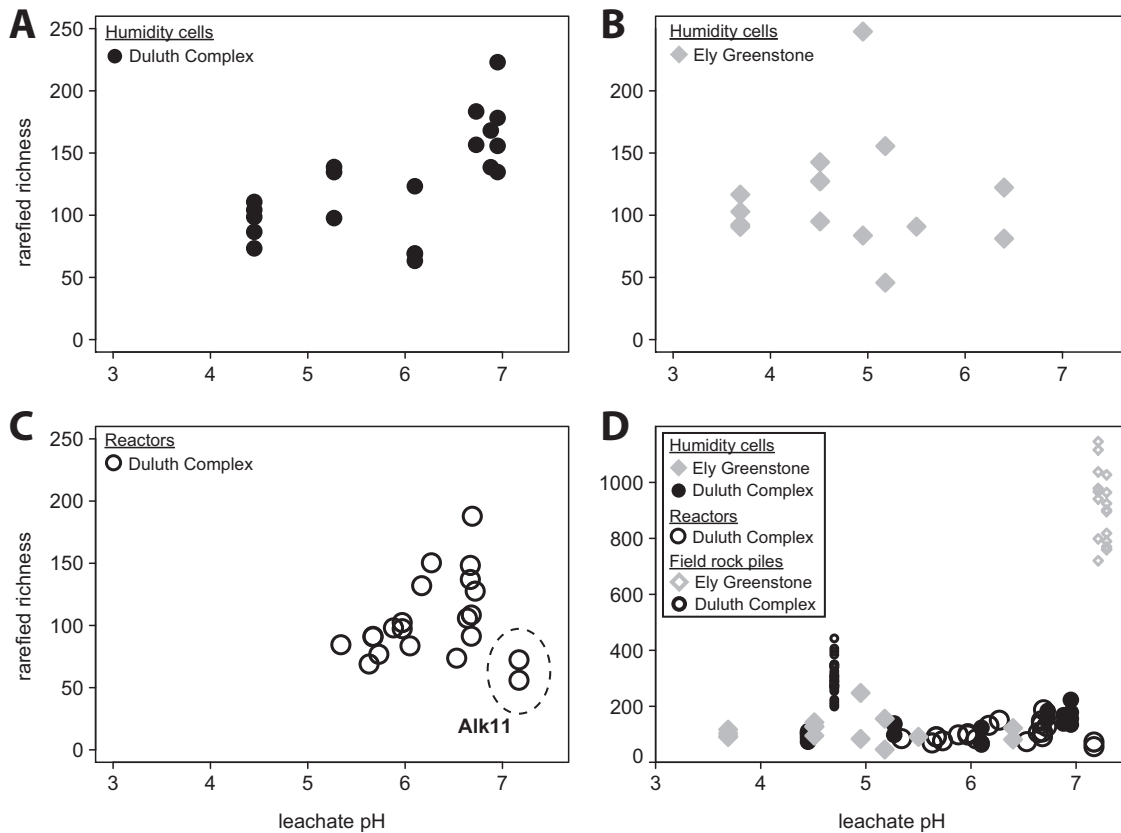 A
Humidity cells
Duluth Complex
rarefied richness
250
200
150
100
50
0
3 4 5 6 7
B
Humidity cells
Ely Greenstone
200
150
100
50
0
3 4 5 6 7
C
Reactors
Duluth Complex
Alk11
rarefied richness
250
200
150
100
50
0
3 4 5 6 7
leachate pH
D
Humidity cells
Ely Greenstone
Duluth Complex
Reactors
Duluth Complex
Field rock piles
Ely Greenstone
Duluth Complex
1000
800
600
400
200
0
3 4 5 6 7
leachate pH